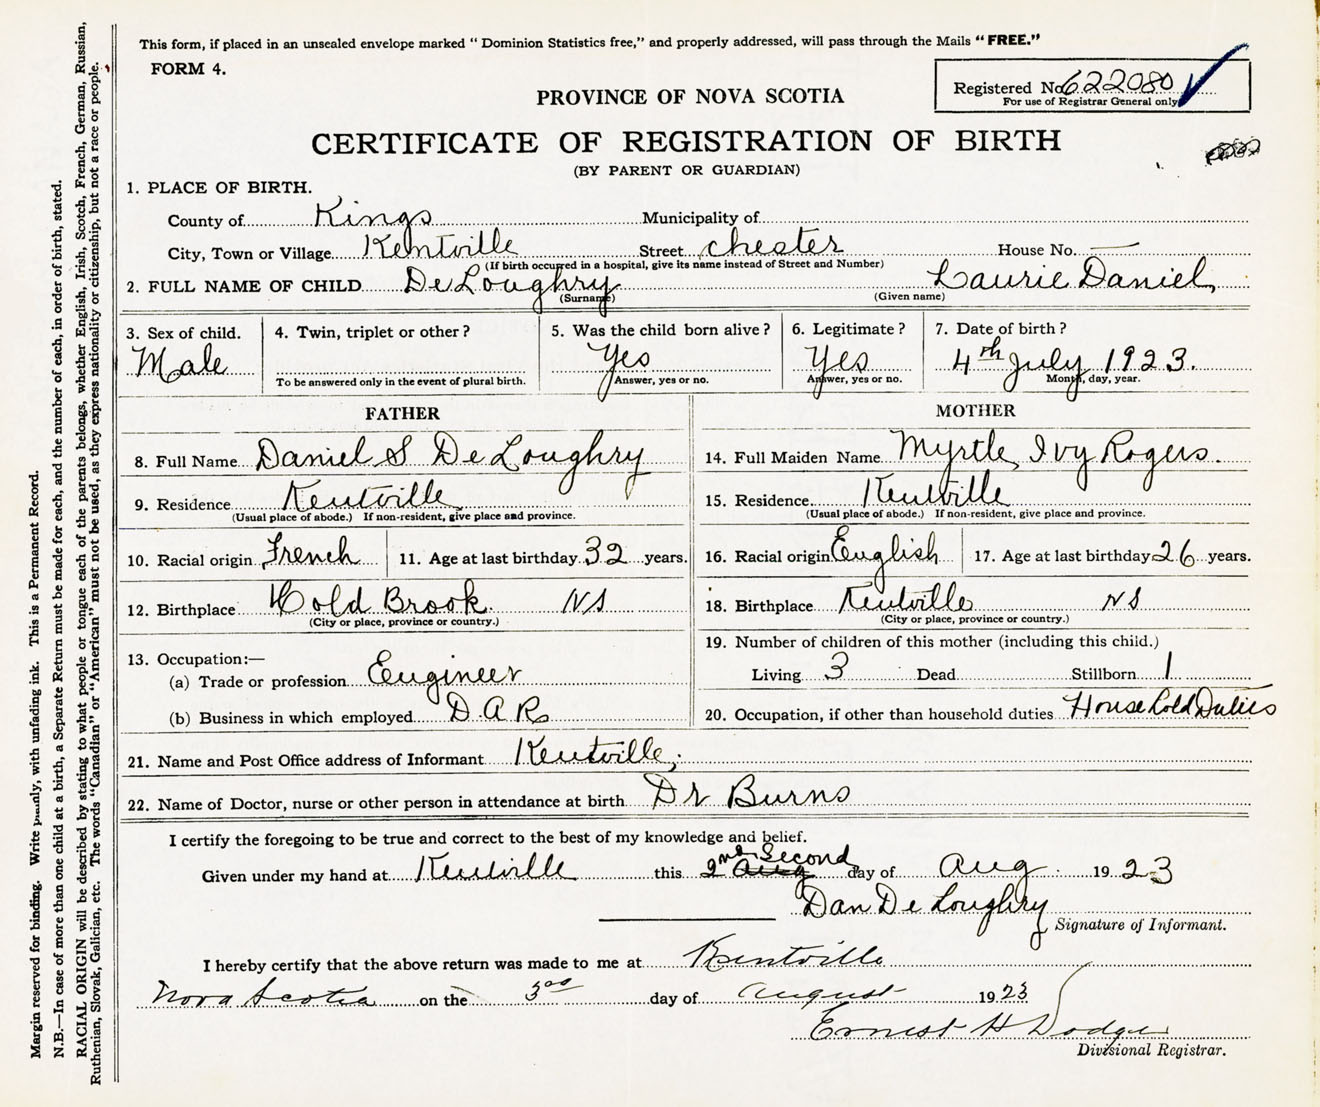 This form, if placed in an unsealed envelope marked “ Dominion Statistics free,” and properly addressed, will pass through the Mails “FREE.”
FORM 4.
Registered No. 622080
For use of Registrar General only
PROVINCE OF NOVA SCOTIA
CERTIFICATE OF REGISTRATION OF BIRTH
(BY PARENT OR GUARDIAN)
1. PLACE OF BIRTH.
County of Kings Municipality of
City, Town or Village Kentville Street chester House No. —
(If birth occurred in a hospital, give its name instead of Street and Number)
2. FULL NAME OF CHILD De Loughry Laurie Daniel
(Surname) (Given name)
3. Sex of child. 4. Twin, triplet or other? 5. Was the child born alive? 6. Legitimate? 7. Date of birth?
Male Yes Yes 4th July 1923.
To be answered only in the event of plural birth. Answer, yes or no. Answer, yes or no. Month, day, year.
FATHER MOTHER
8. Full Name Daniel S De Loughry 14. Full Maiden Name Myrtle Ivy Rogers.
9. Residence Kentville 15. Residence Kentville
(Usual place of abode.) If non-resident, give place and province. (Usual place of abode.) If non-resident, give place and province.
10. Racial origin French 11. Age at last birthday 32 years. 16. Racial origin English 17. Age at last birthday 26 years.
12. Birthplace Cold Brook. NS 18. Birthplace Kentville NS
(City or place, province or country.) (City or place, province or country.)
19. Number of children of this mother (including this child.)
13. Occupation:—
(a) Trade or profession Engineer Living 3 Dead Stillborn 1
(b) Business in which employed D.A.R. 20. Occupation, if other than household duties House hold Duties
21. Name and Post Office address of Informant Kentville.
22. Name of Doctor, nurse or other person in attendance at birth Dr Burns
I certify the foregoing to be true and correct to the best of my knowledge and belief.
Given under my hand at Kentville this 2nd Second day of Aug. 1923
Dan De Loughry
Signature of Informant.
I hereby certify that the above return was made to me at Kentville
Nova Scotia on the 3rd day of August 1923
Ernest H Dodge
Divisional Registrar.
Margin reserved for binding. Write plainly, with unfading ink. This is a Permanent Record.
N.B.—In case of more than one child at a birth, a Separate Return must be made for each, and the number of each, in order of birth, stated.
RACIAL ORIGIN will be described by stating to what people or tongue each of the parents belongs, whether English, Irish, Scotch, French, German, Russian,
Ruthenian, Slovak, Galician, etc. The words “Canadian” or “American” must not be used, as they express nationality or citizenship, but not a race or people.